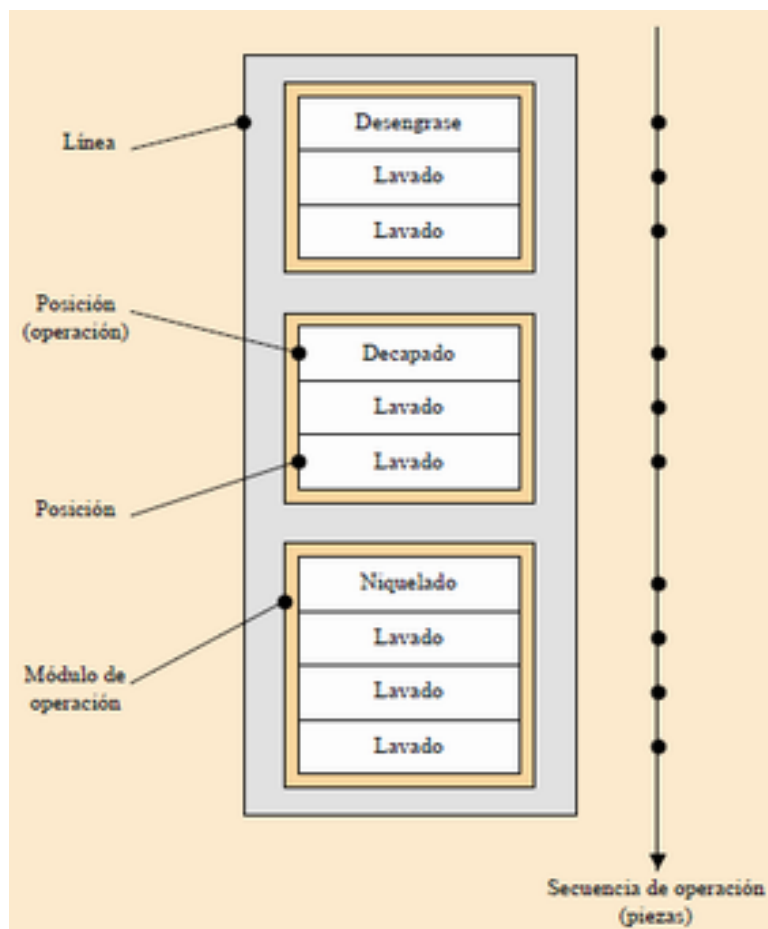 Línea
Posición
(operación)
Posición
Módulo de
operación
Desengrase
Lavado
Lavado
Decapado
Lavado
Lavado
Niquelado
Lavado
Lavado
Lavado
Secuencia de operación
(piezas)